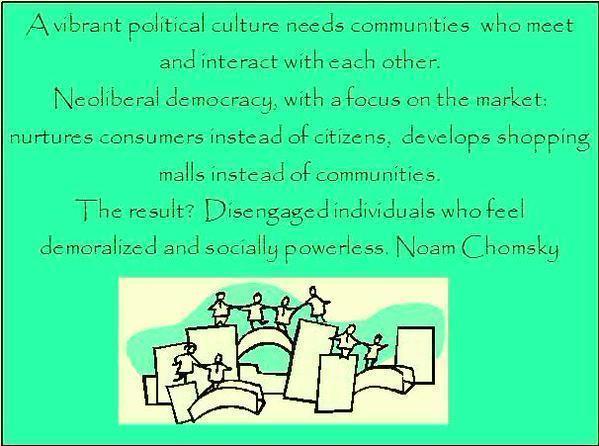 A vibrant political culture needs communities who meet
and interact with each other.
Neoliberal democracy, with a focus on the market:
nurtures consumers instead of citizens, develops shopping
malls instead of communities.
The result? Disengaged individuals who feel
demoralized and socially powerless. Noam Chomsky